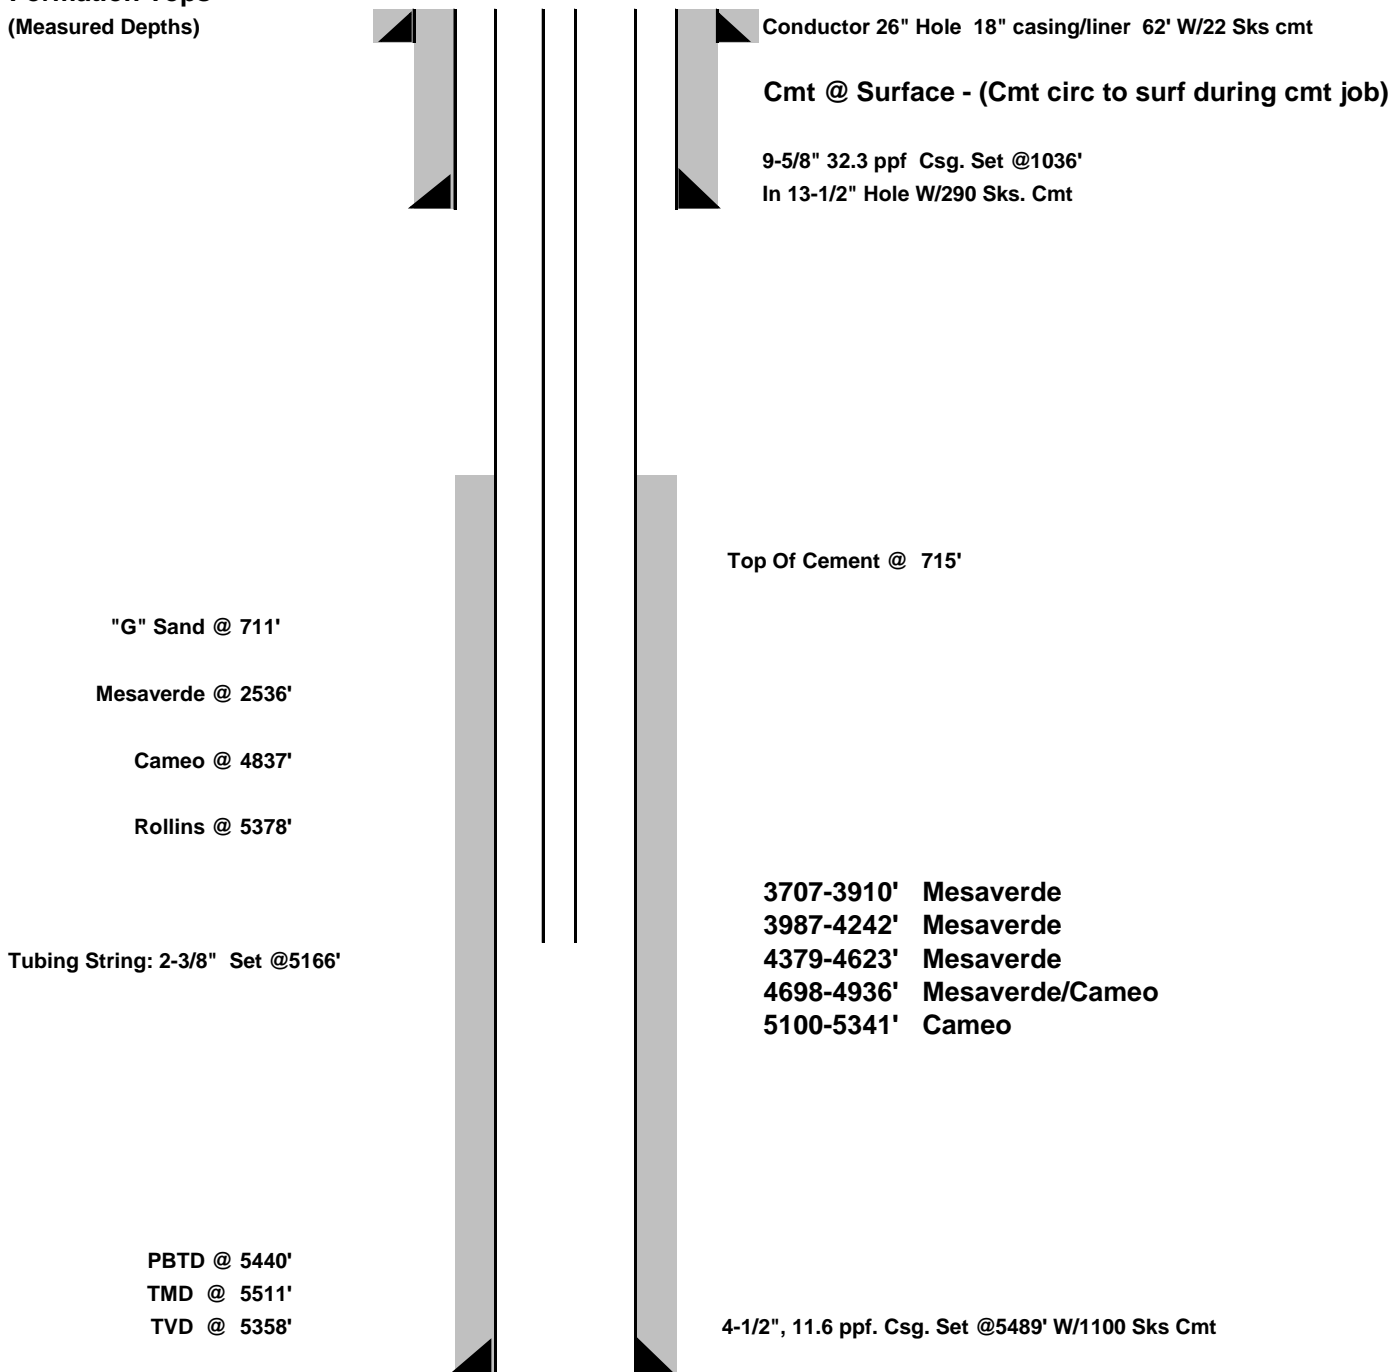 Formation Tops
(Measured Depths)
Conductor 26" Hole 18" casing/liner 62' W/22 Sks cmt
Cmt @ Surface - (Cmt circ to surf during cmt job)
9-5/8" 32.3 ppf Csg. Set @1036'
In 13-1/2" Hole W/290 Sks. Cmt
Top Of Cement @ 715'
"G" Sand @ 711'
Mesaverde @ 2536'
Cameo @ 4837'
Rollins @ 5378'
3707-3910' Mesaverde
3987-4242' Mesaverde
4379-4623' Mesaverde
4698-4936' Mesaverde/Cameo
5100-5341' Cameo
Tubing String: 2-3/8" Set @5166'
PBTD @ 5440'
TMD @ 5511'
TVD @ 5358'
4-1/2", 11.6 ppf. Csg. Set @5489' W/1100 Sks Cmt